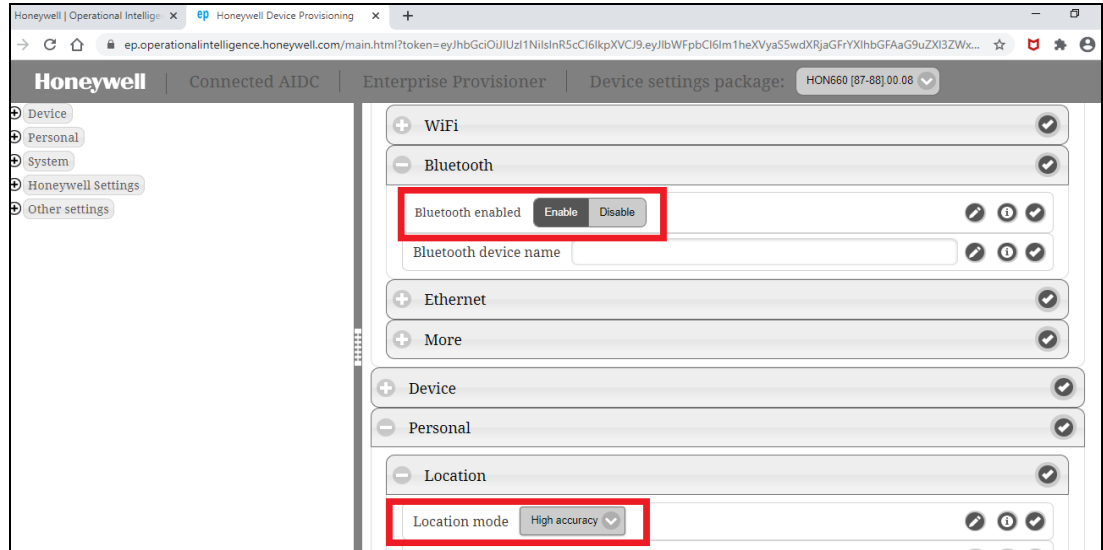 Honeywell | Operational Intellige
ep Honeywell Device Provisioning
ep.operationalintelligence.honeywell.com/main.html?token=
Honeywell | Connected AIDC | Enterprise Provisioner | Device settings package: HON660 [87-88].00.08
Device
Personal
System
Honeywell Settings
Other settings
WiFi
Bluetooth
Bluetooth enabled Enable Disable
Bluetooth device name
Ethernet
More
Device
Personal
Location
Location mode High accuracy